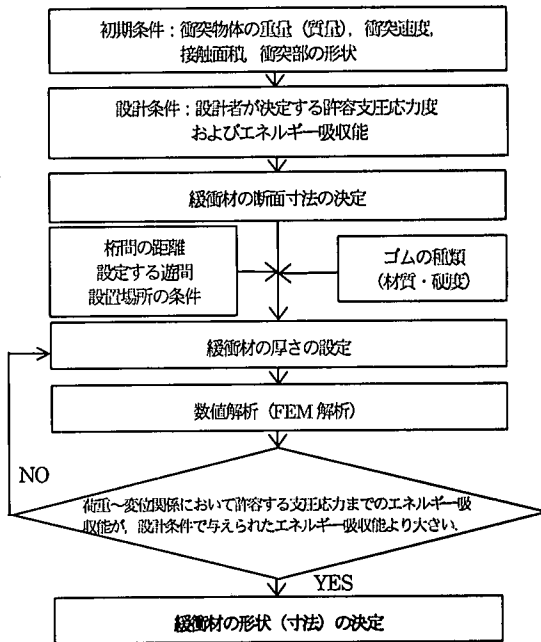 初期条件：衝突物体の重量（質量），衝突速度，
接触面積，衝突部の形状
設計条件：設計者が決定する許容支圧応力度
およびエネルギー吸収能
緩衝材の断面寸法の決定
桁間の距離
設定する遊間
設置場所の条件
ゴムの種類
(材質・硬度)
緩衝材の厚さの設定
数値解析（FEM 解析）
NO
荷重～変位関係において許容する支圧応力までのエネルギー吸
収能が，設計条件で与えられたエネルギー吸収能より大さい．
YES
緩衝材の形状（寸法）の決定